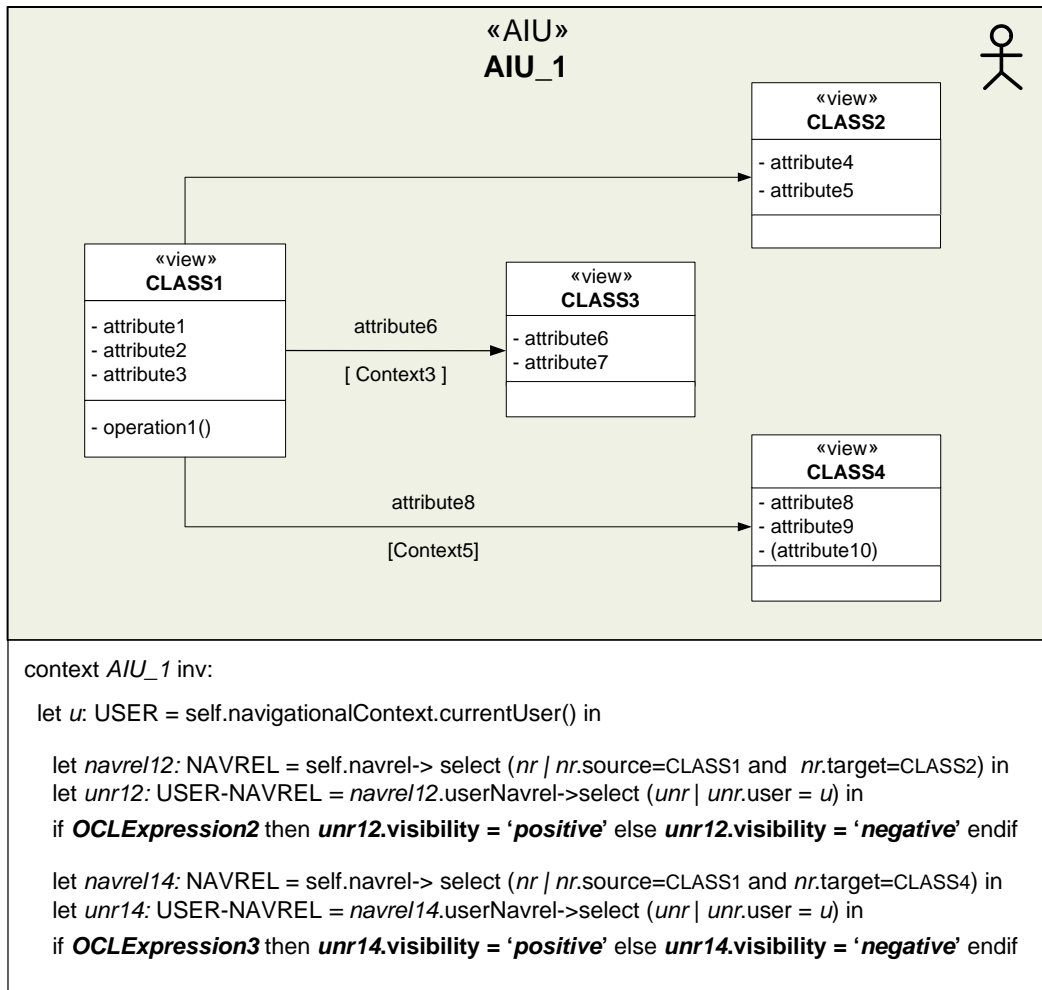 «AIU»
AIU_1
«view»
CLASS2
- attribute4
- attribute5
«view»
CLASS1
- attribute1
- attribute2
- attribute3
- operation1()
attribute6
[ Context3 ]
«view»
CLASS3
- attribute6
- attribute7
attribute8
[Context5]
«view»
CLASS4
- attribute8
- attribute9
- (attribute10)
context AIU_1 inv:
let u: USER = self.navigationalContext.currentUser() in
let navrel12: NAVREL = self.navrel-> select (nr | nr.source=CLASS1 and nr.target=CLASS2) in
let unr12: USER-NAVREL = navrel12.userNavrel->select (unr | unr.user = u) in
if OCLExpression2 then unr12.visibility = ‘positive’ else unr12.visibility = ‘negative’ endif
let navrel14: NAVREL = self.navrel-> select (nr | nr.source=CLASS1 and nr.target=CLASS4) in
let unr14: USER-NAVREL = navrel14.userNavrel->select (unr | unr.user = u) in
if OCLExpression3 then unr14.visibility = ‘positive’ else unr14.visibility = ‘negative’ endif